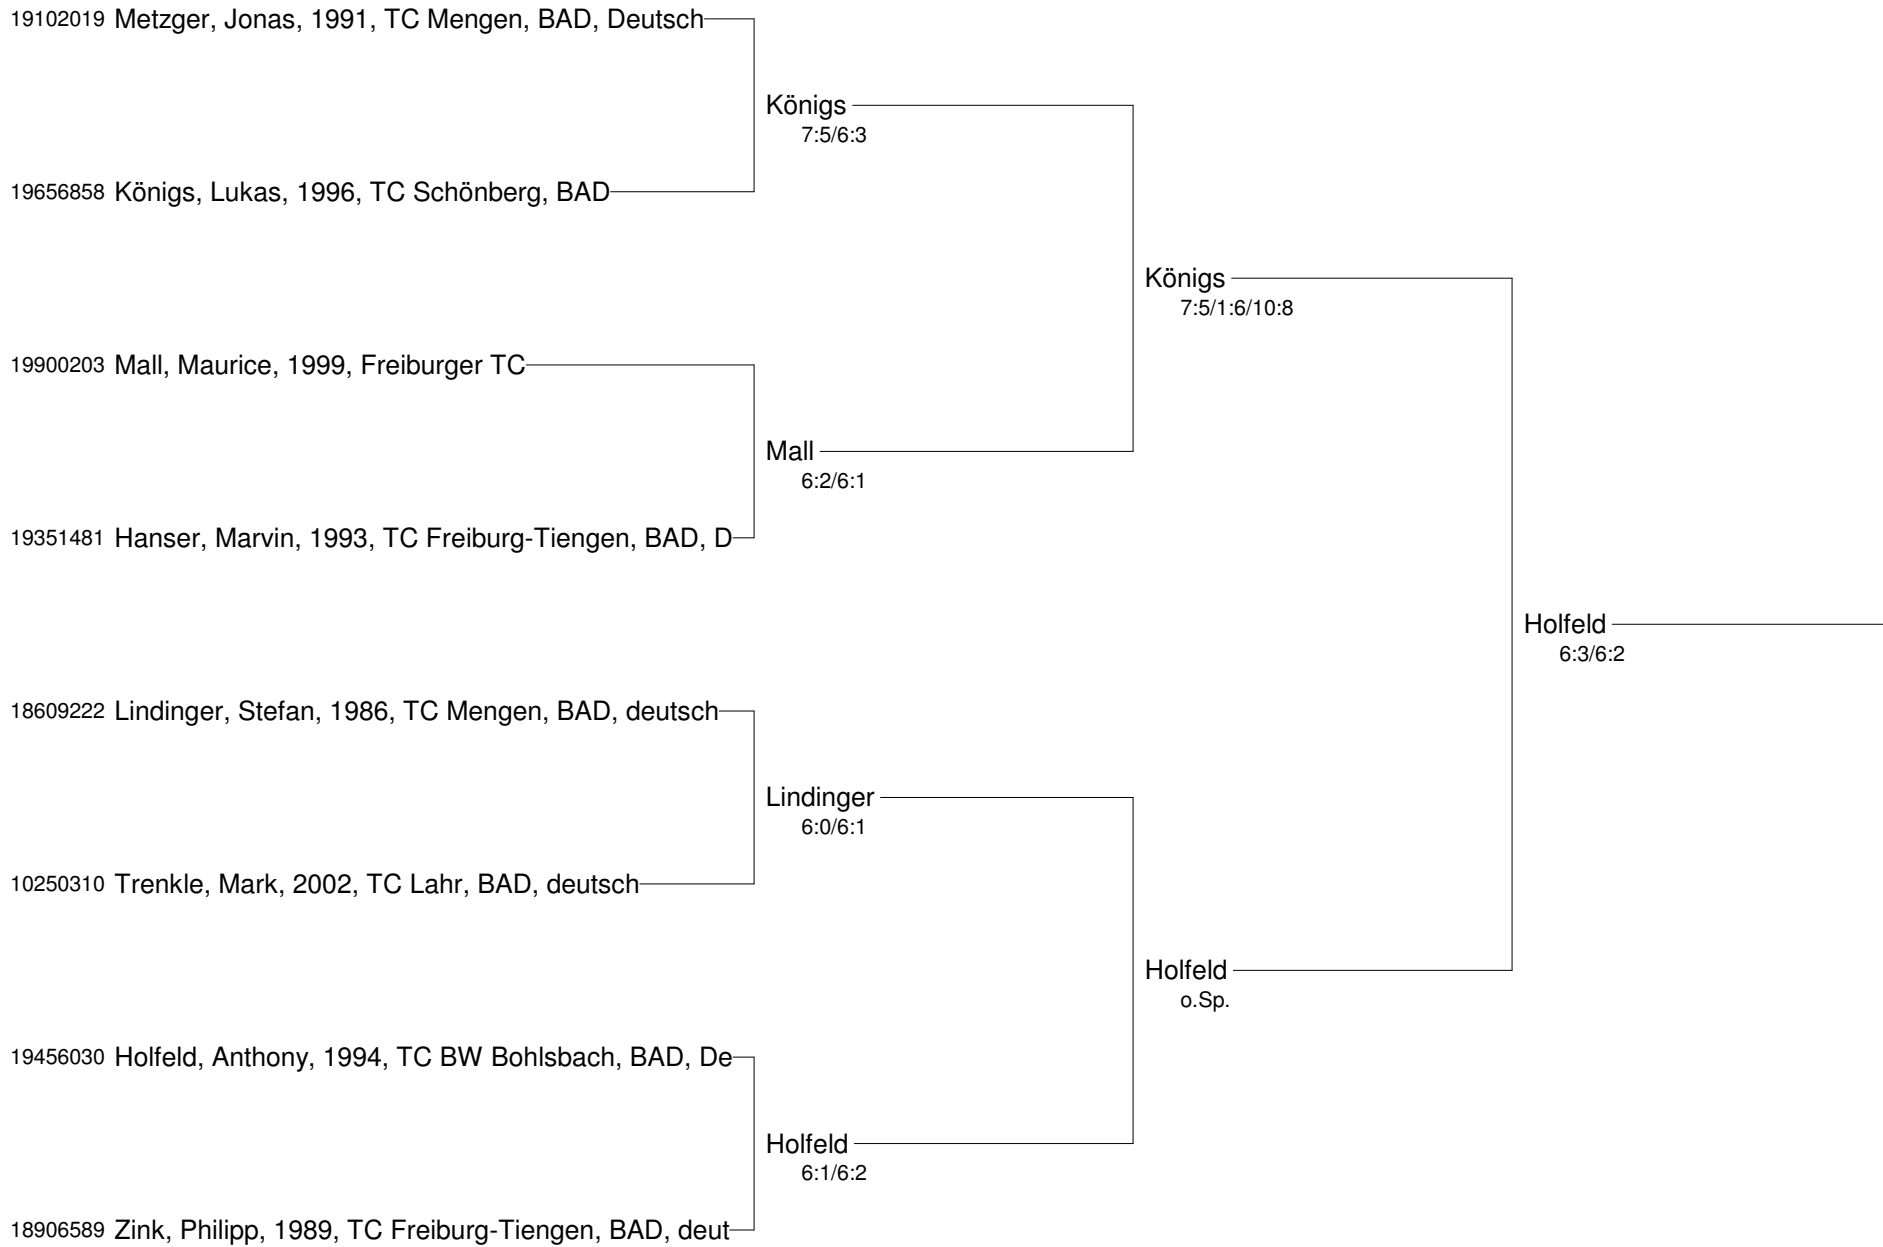 19102019 Metzger, Jonas, 1991, TC Mengen, BAD, Deutsch
Königs
7:5/6:3
19656858 Königs, Lukas, 1996, TC Schönberg, BAD
Königs
7:5/1:6/10:8
19900203 Mall, Maurice, 1999, Freiburger TC
Mall
6:2/6:1
19351481 Hanser, Marvin, 1993, TC Freiburg-Tiengen, BAD, D
Holfeld
6:3/6:2
18609222 Lindinger, Stefan, 1986, TC Mengen, BAD, deutsch
Lindinger
6:0/6:1
10250310 Trenkle, Mark, 2002, TC Lahr, BAD, deutsch
Holfeld
o.Sp.
19456030 Holfeld, Anthony, 1994, TC BW Bohlsbach, BAD, De
Holfeld
6:1/6:2
18906589 Zink, Philipp, 1989, TC Freiburg-Tiengen, BAD, deut